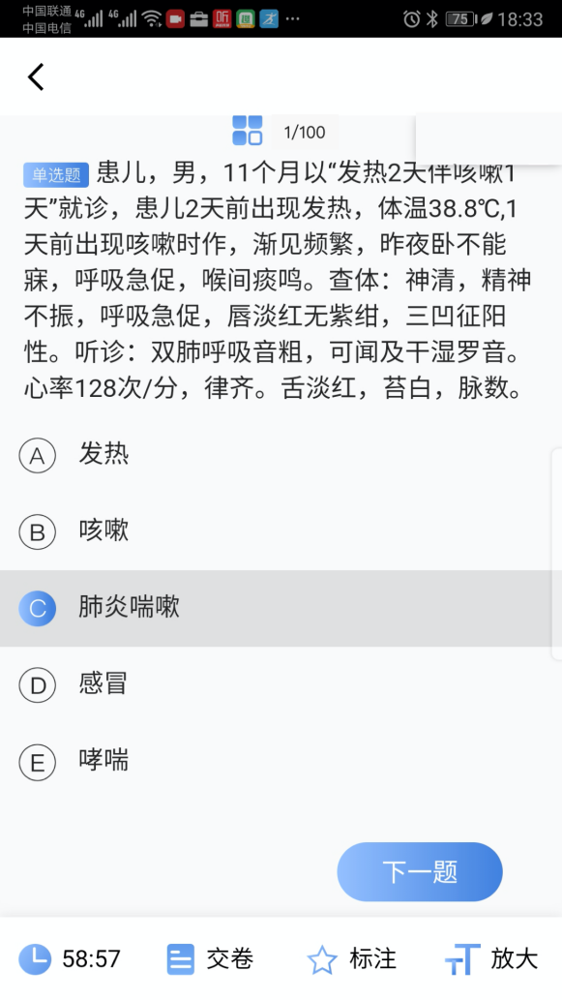 中国联通 4G 4G 听 75 18:33
中国电信
1/100
单选题 患儿，男，11个月以“发热2天伴咳嗽1
天”就诊，患儿2天前出现发热，体温38.8℃,1
天前出现咳嗽时作，渐见频繁，昨夜卧不能
寐，呼吸急促，喉间痰鸣。查体：神清，精神
不振，呼吸急促，唇淡红无紫绀，三凹征阳
性。听诊：双肺呼吸音粗，可闻及干湿罗音。
心率128次/分，律齐。舌淡红，苔白，脉数。
A 发热
B 咳嗽
C 肺炎喘嗽
D 感冒
E 哮喘
下一题
58:57 交卷 标注 放大